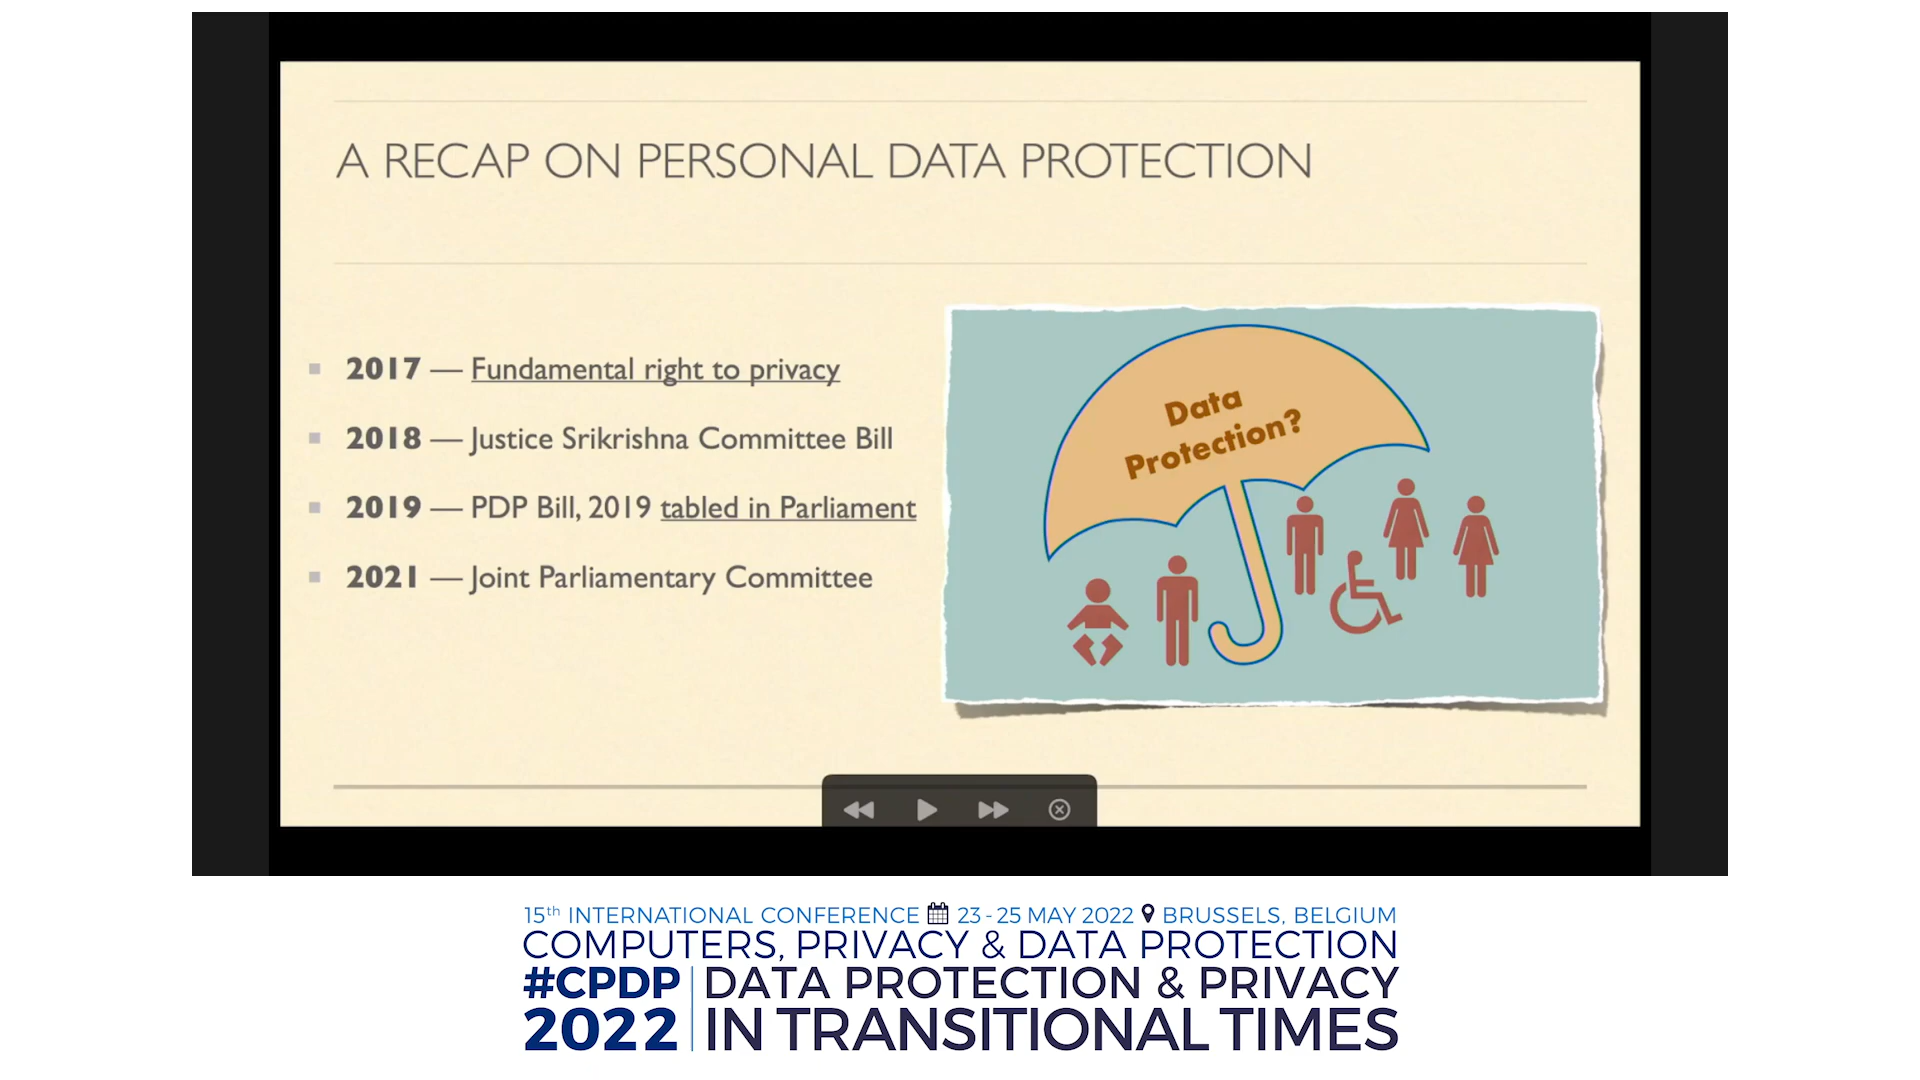 A RECAP ON PERSONAL DATA PROTECTION
2017 — Fundamental right to privacy
2018 — Justice Srikrishna Committee Bill
2019 — PDP Bill, 2019 tabled in Parliament
2021 — Joint Parliamentary Committee
Data
Protection?
15th INTERNATIONAL CONFERENCE 23 - 25 MAY 2022 BRUSSELS, BELGIUM
COMPUTERS, PRIVACY & DATA PROTECTION
#CPDP DATA PROTECTION & PRIVACY
2022 IN TRANSITIONAL TIMES